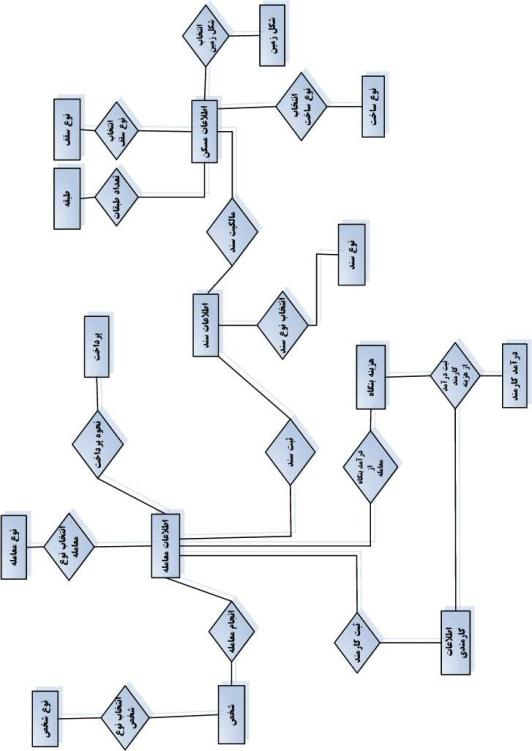 شکل زمین
انتخاب
شکل زمین
نوع ساخت
انتخاب
نوع ساخت
اطلاعات مسکن
انتخاب
نوع سقف
نوع سقف
تعداد طبقات
طبقه
مالکیت سند
نوع سند
انتخاب نوع سند
اطلاعات سند
پرداخت
نحوه پرداخت
ثبت سند
هزینه بنگاه
درآمد بنگاه
از
معامله
ثبت درآمد
کارمند
از هزینه
درآمد کارمند
نوع معامله
انتخاب نوع
معامله
اطلاعات معامله
انجام معامله
ثبت کارمند
اطلاعات
کارمندی
نوع شخص
انتخاب نوع
شخص
شخص